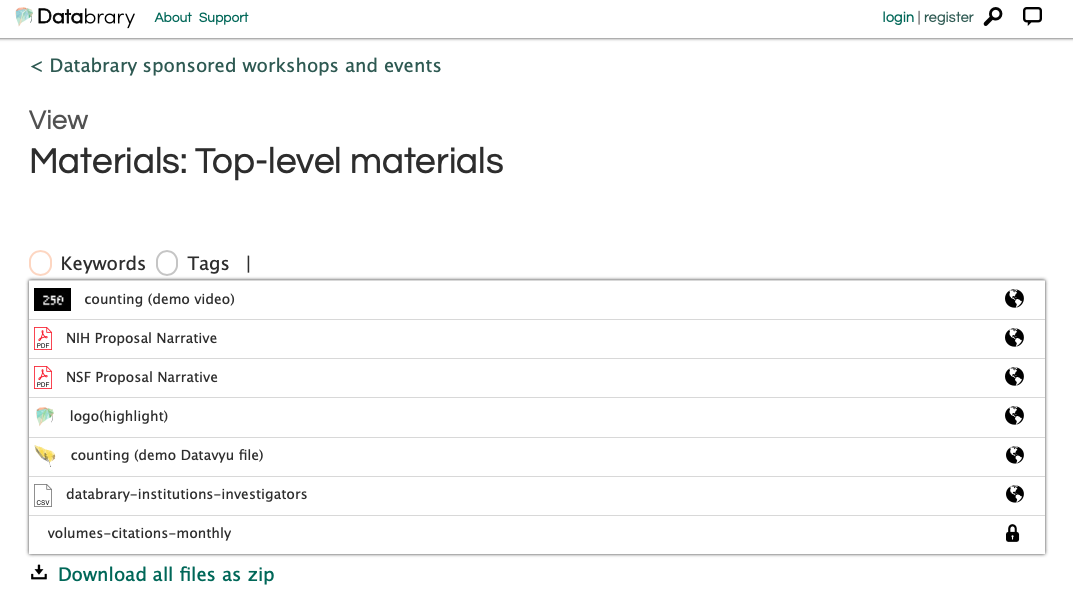 Databrary About Support login | register
< Databrary sponsored workshops and events
View
Materials: Top-level materials
Keywords Tags |
250 counting (demo video)
PDF NIH Proposal Narrative
PDF NSF Proposal Narrative
logo(highlight)
counting (demo Datavyu file)
CSV databrary-institutions-investigators
volumes-citations-monthly
Download all files as zip